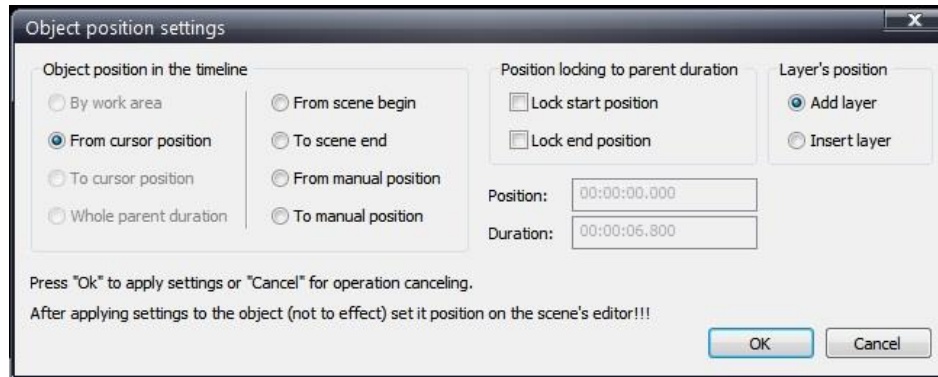 Object position settings
X
Object position in the timeline
By work area
From cursor position
To cursor position
Whole parent duration
From scene begin
To scene end
From manual position
To manual position
Position locking to parent duration
Lock start position
Lock end position
Layer's position
Add layer
Insert layer
Position: 00:00:00.000
Duration: 00:00:06.800
Press "Ok" to apply settings or "Cancel" for operation canceling.
After applying settings to the object (not to effect) set it position on the scene's editor!!!
OK Cancel